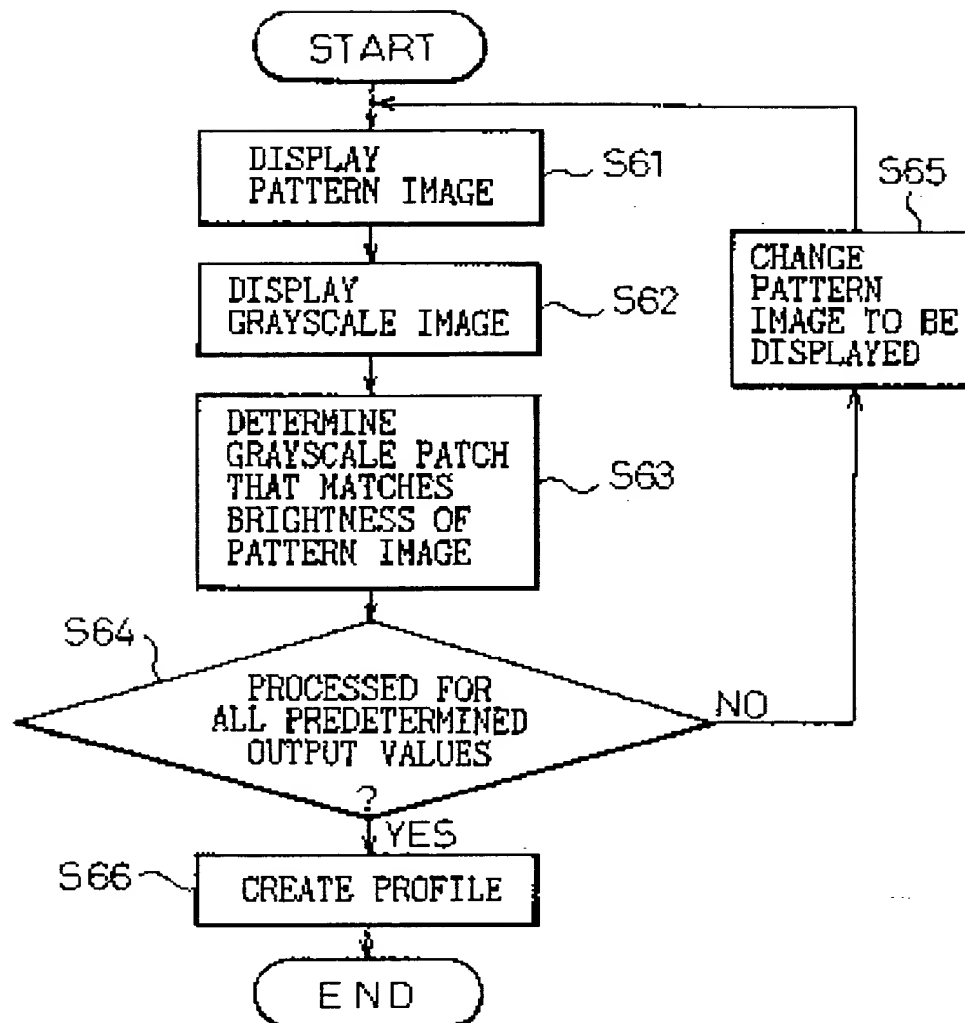 START
DISPLAY
PATTERN IMAGE
S61
DISPLAY
GRAYSCALE IMAGE
S62
DETERMINE
GRAYSCALE PATCH
THAT MATCHES
BRIGHTNESS OF
PATTERN IMAGE
S63
S64
PROCESSED FOR
ALL PREDETERMINED
OUTPUT VALUES
?
NO
S65
CHANGE
PATTERN
IMAGE TO BE
DISPLAYED
YES
S66
CREATE PROFILE
END